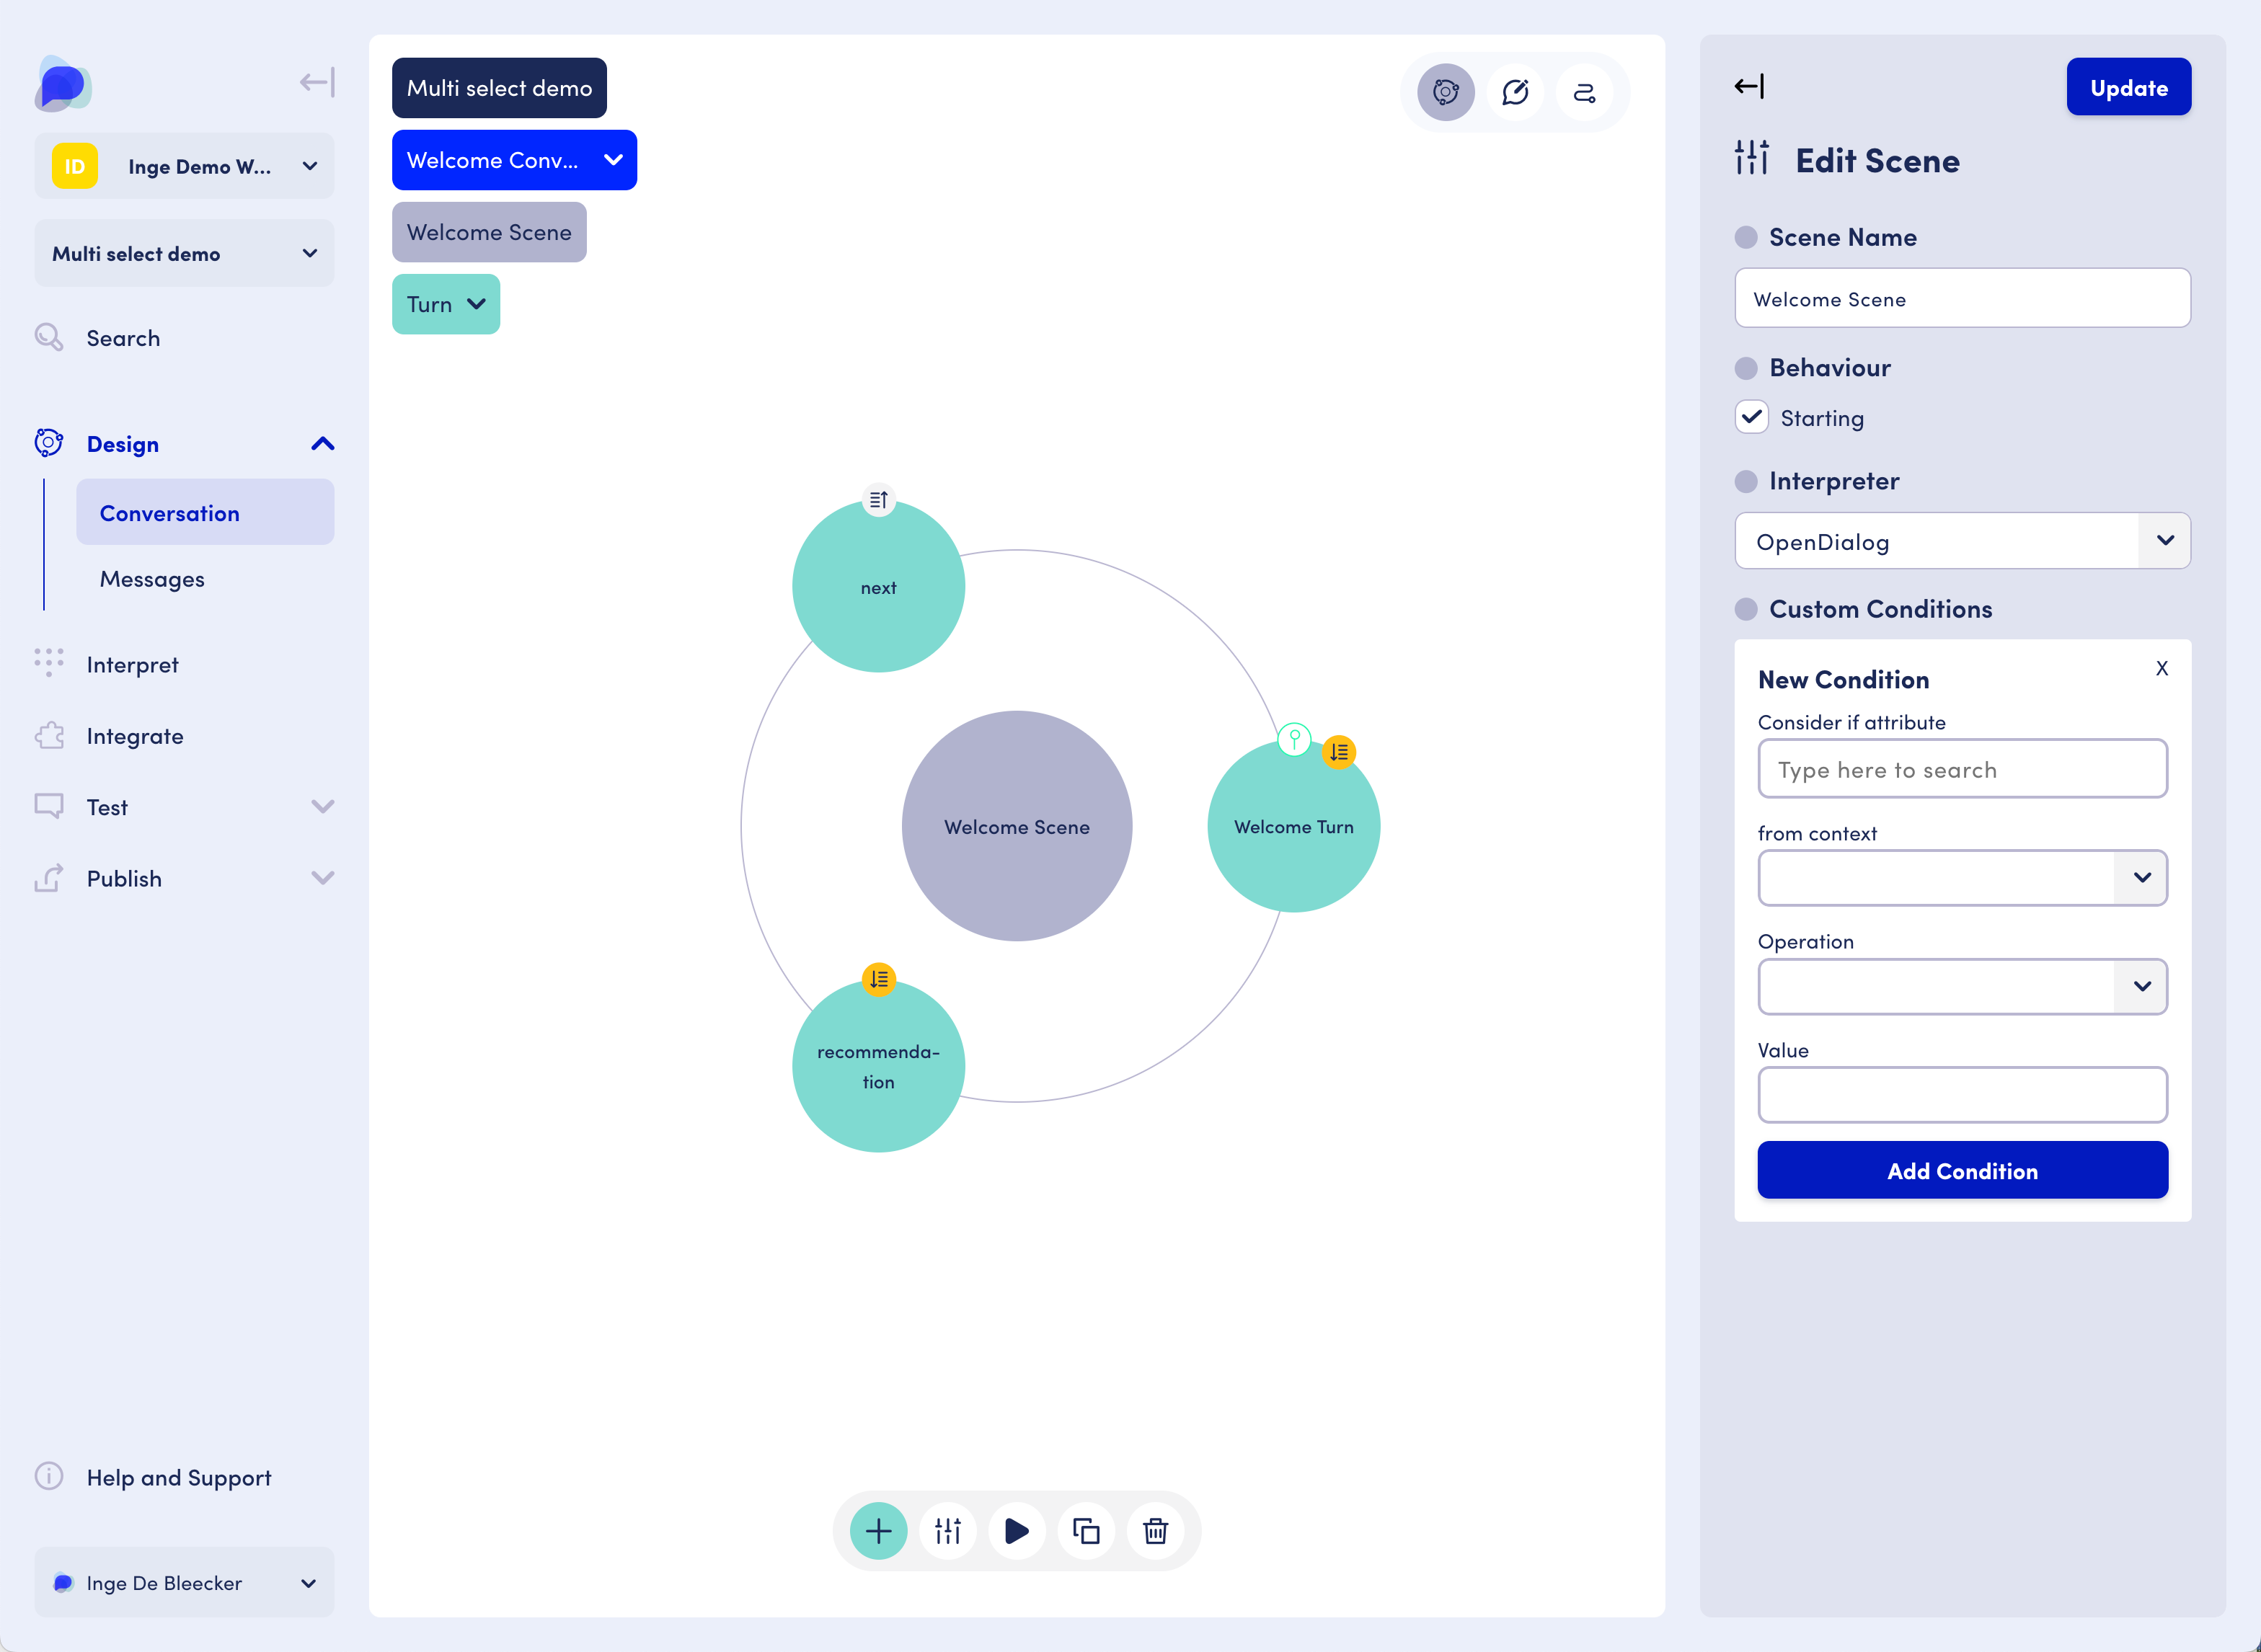 ID
Inge Demo W...
Multi select demo
Search
Design
Conversation
Messages
Interpret
Integrate
Test
Publish
Help and Support
Inge De Bleecker
Multi select demo
Welcome Conv...
Welcome Scene
Turn
next
Welcome Scene
Welcome Turn
recommenda-
tion
Update
Edit Scene
Scene Name
Welcome Scene
Behaviour
Starting
Interpreter
OpenDialog
Custom Conditions
X
New Condition
Consider if attribute
Type here to search
from context
Operation
Value
Add Condition